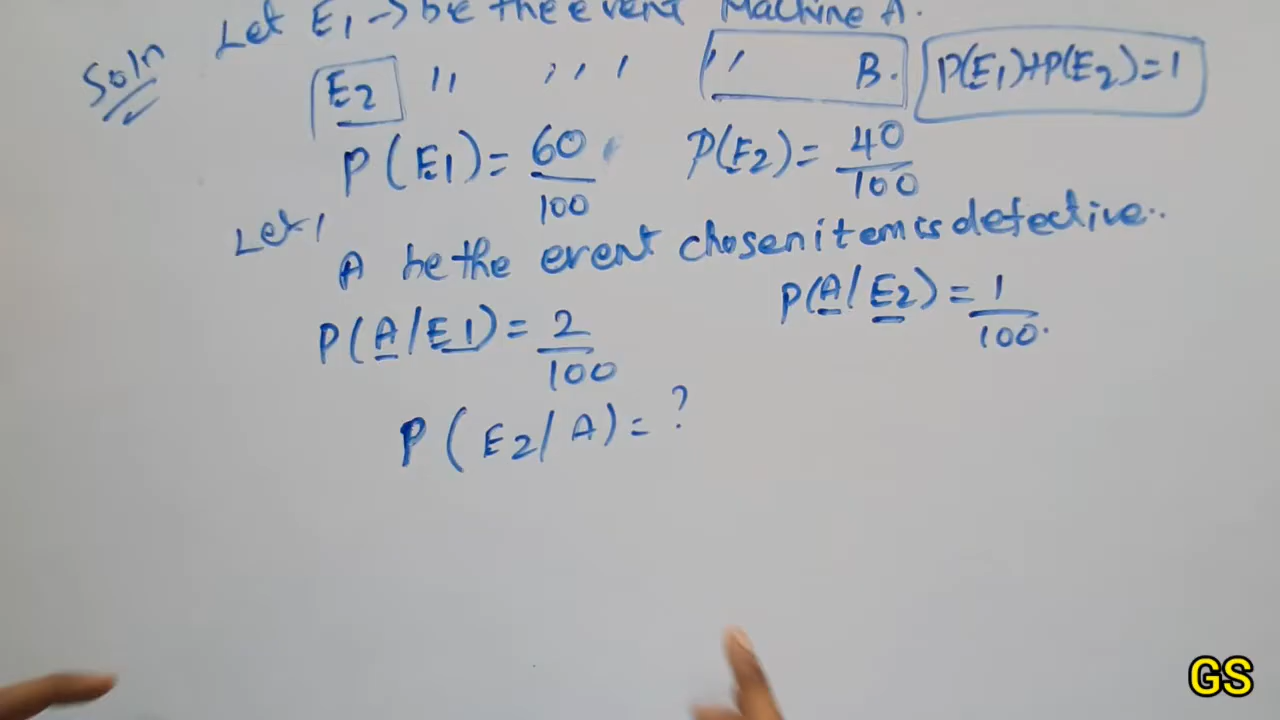 Soln Let E1 → be the event Machine A.
E2 " ,,, " B. P(E1)+P(E2)=1
P(E1)= 60/100 P(E2)= 40/100
Let,
A be the event chosen item is defective..
P(A/E1)= 2/100 P(A/E2)= 1/100.
P(E2/A)=?
GS